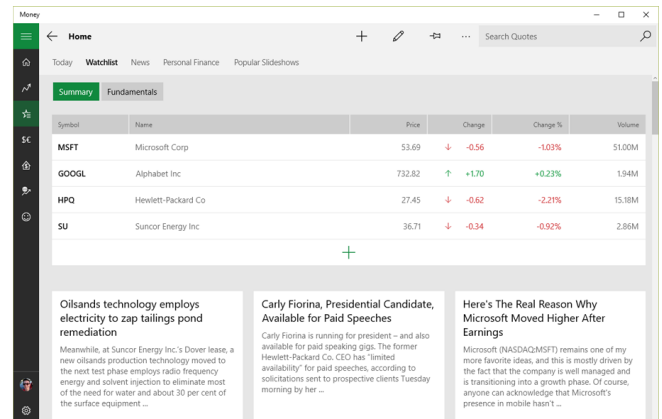 Money
Home
Search Quotes
Today Watchlist News Personal Finance Popular Slideshows
Summary Fundamentals
Symbol Name Price Change Change % Volume
MSFT Microsoft Corp 53.69 ↓ -0.56 -1.03% 51.00M
GOOGL Alphabet Inc 732.82 ↑ +1.70 +0.23% 1.94M
HPQ Hewlett-Packard Co 27.45 ↓ -0.62 -2.21% 15.18M
SU Suncor Energy Inc 36.71 ↓ -0.34 -0.92% 2.86M
$€
Oilsands technology employs
electricity to zap tailings pond
remediation
Meanwhile, at Suncor Energy Inc.'s Dover lease, a
new oilsands production technology moved to
the next test phase employs radio frequency
energy and solvent injection to eliminate most
of the need for water and about 30 per cent of
the surface equipment ...
Carly Fiorina, Presidential Candidate,
Available for Paid Speeches
Carly Fiorina is running for president – and also
available for paid speaking gigs. The former
Hewlett-Packard Co. CEO has "limited
availability" for paid speeches, according to
solicitations sent to prospective clients Tuesday
morning by her ...
Here's The Real Reason Why
Microsoft Moved Higher After
Earnings
Microsoft (NASDAQ:MSFT) remains one of my
more favorite ideas, and this is mostly driven by
the fact that the company is well managed and
is transitioning into a growth phase. Of course,
anyone can acknowledge that Microsoft's
presence in mobile hasn't ...